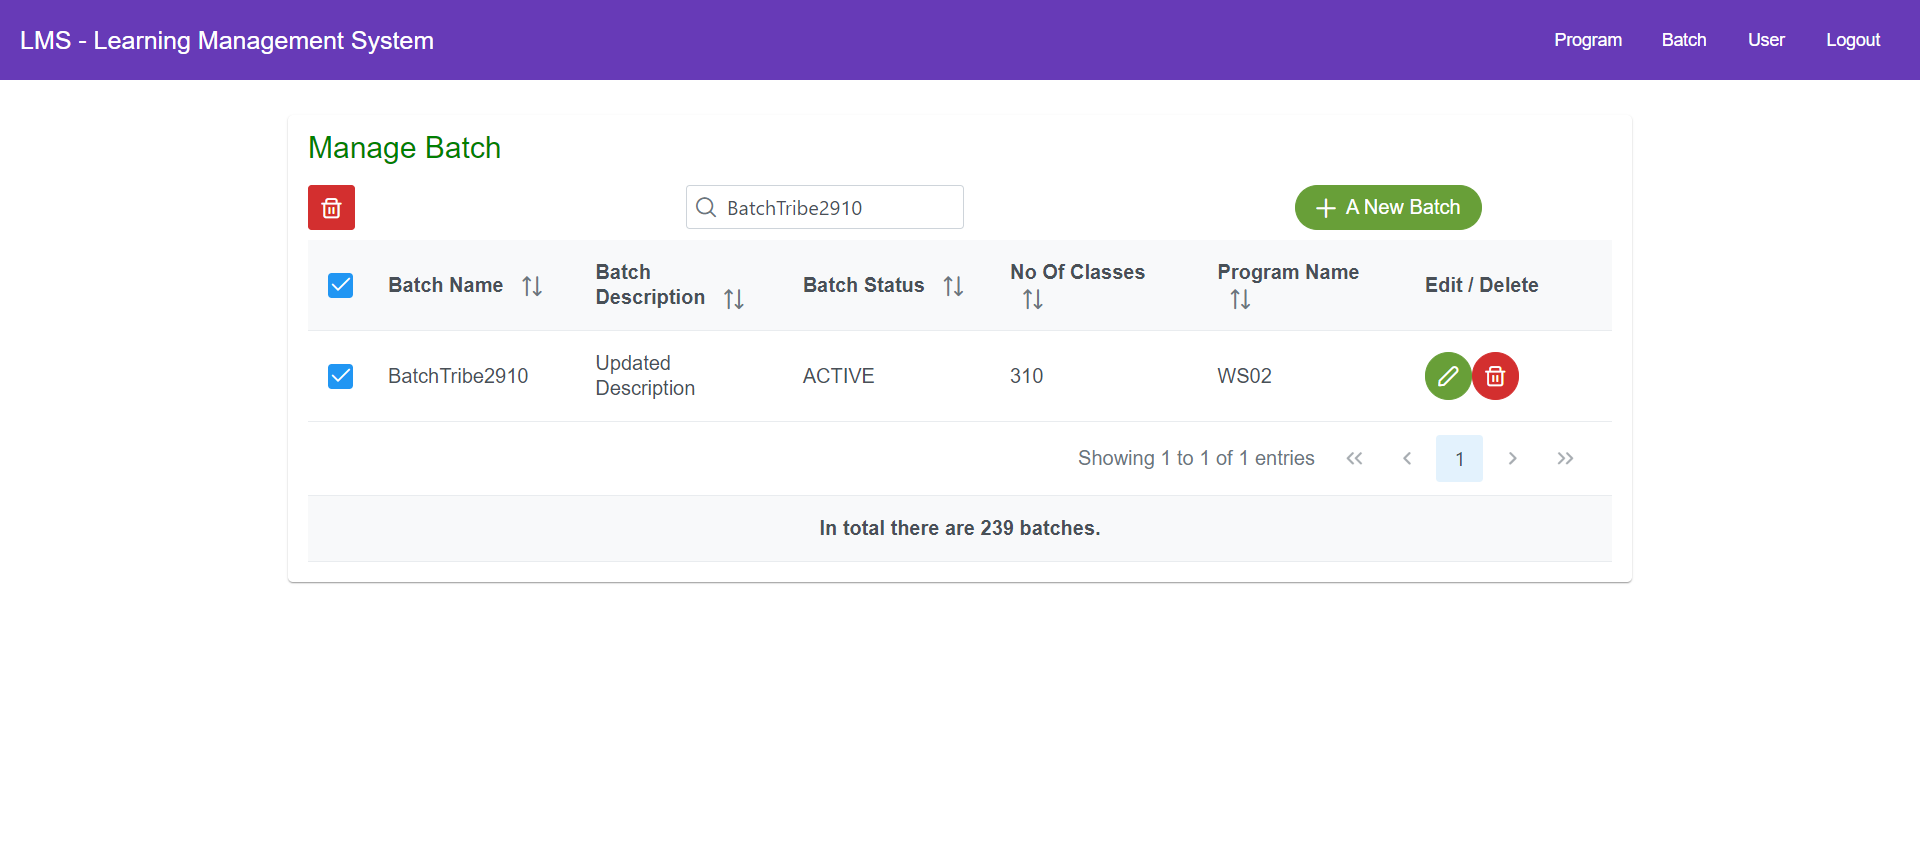 LMS - Learning Management System
Program Batch User Logout
Manage Batch
BatchTribe2910
A New Batch
Batch Name
Batch
Description
Batch Status
No Of Classes
Program Name
Edit / Delete
BatchTribe2910
Updated
Description
ACTIVE
310
WS02
Showing 1 to 1 of 1 entries
1
In total there are 239 batches.